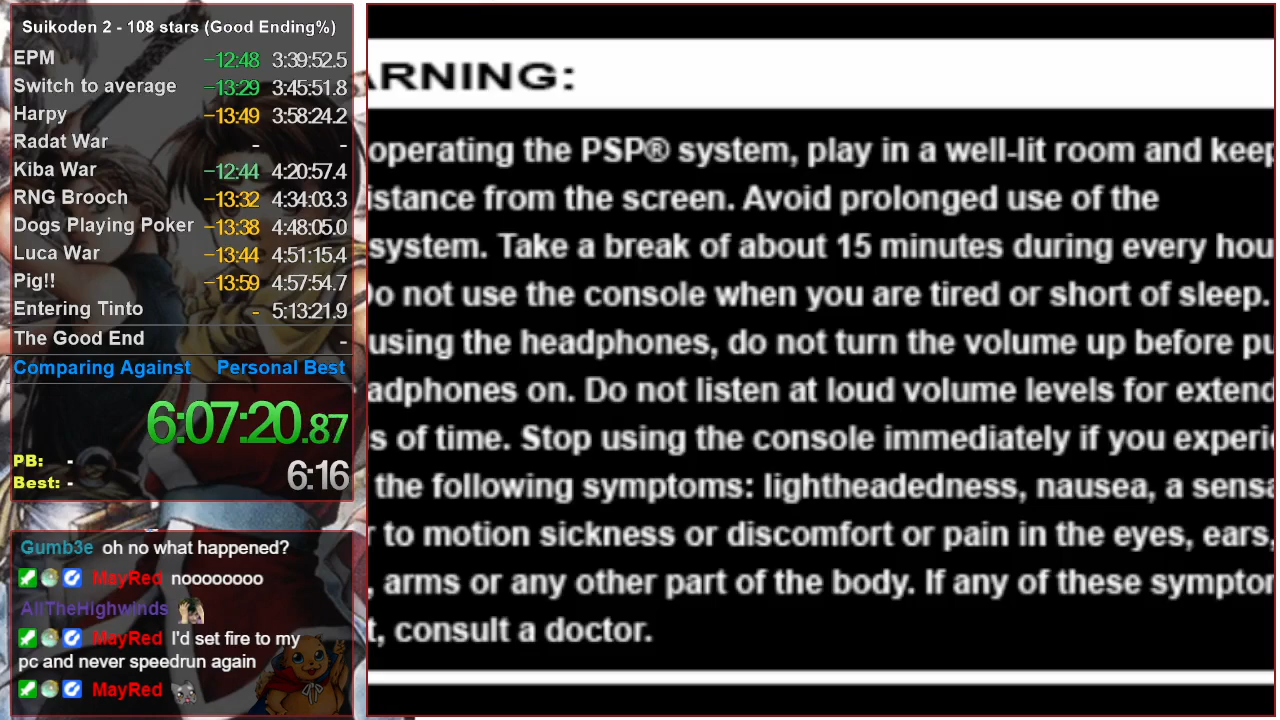 Suikoden 2 - 108 stars (Good Ending%)
EPM −12:48 3:39:52.5
Switch to average −13:29 3:45:51.8
Harpy −13:49 3:58:24.2
Radat War - -
Kiba War −12:44 4:20:57.4
RNG Brooch −13:32 4:34:03.3
Dogs Playing Poker −13:38 4:48:05.0
Luca War −13:44 4:51:15.4
Pig!! −13:59 4:57:54.7
Entering Tinto - 5:13:21.9
The Good End -
Comparing Against Personal Best
6:07:20.87
PB: -
Best: -
6:16
Gumb3e oh no what happened?
MayRed noooooooo
AllTheHighwinds
MayRed I'd set fire to my
pc and never speedrun again
MayRed
ARNING:
operating the PSP® system, play in a well-lit room and keep
istance from the screen. Avoid prolonged use of the
system. Take a break of about 15 minutes during every hou
Do not use the console when you are tired or short of sleep.
using the headphones, do not turn the volume up before pu
adphones on. Do not listen at loud volume levels for extend
s of time. Stop using the console immediately if you experi
the following symptoms: lightheadedness, nausea, a sensa
r to motion sickness or discomfort or pain in the eyes, ears,
, arms or any other part of the body. If any of these sympto
t, consult a doctor.